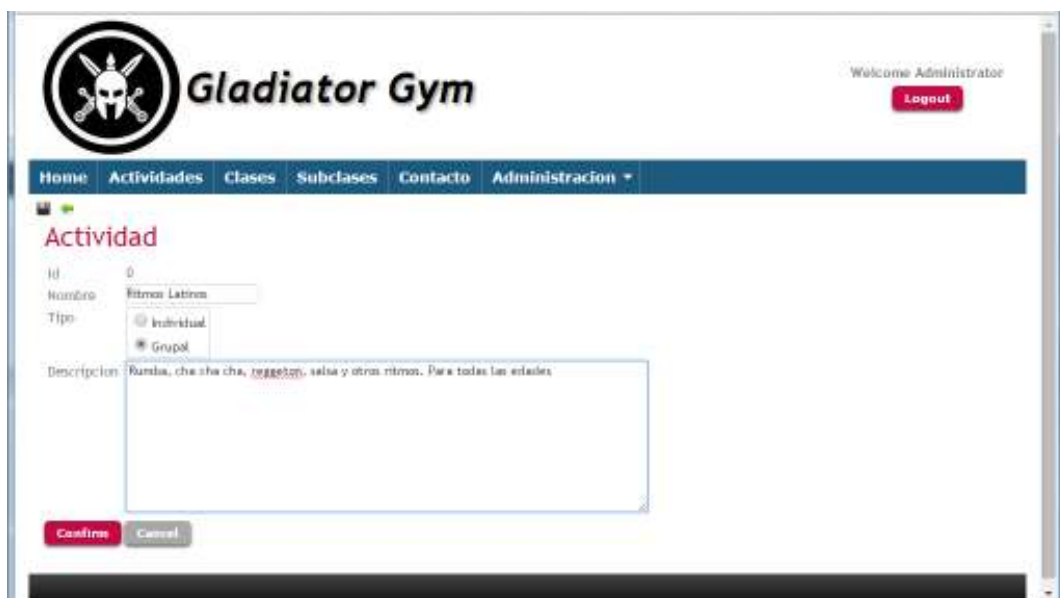 Gladiator Gym
Welcome Administrator
Logout
Home Actividades Clases Subclases Contacto Administracion
Actividad
Id 0
Nombre Ritmos Latinos
Tipo
Individual
Grupal
Descripcion Rumba, cha cha cha, reggeton, salsa y otros ritmos. Para todas las edades
Confirm Cancel